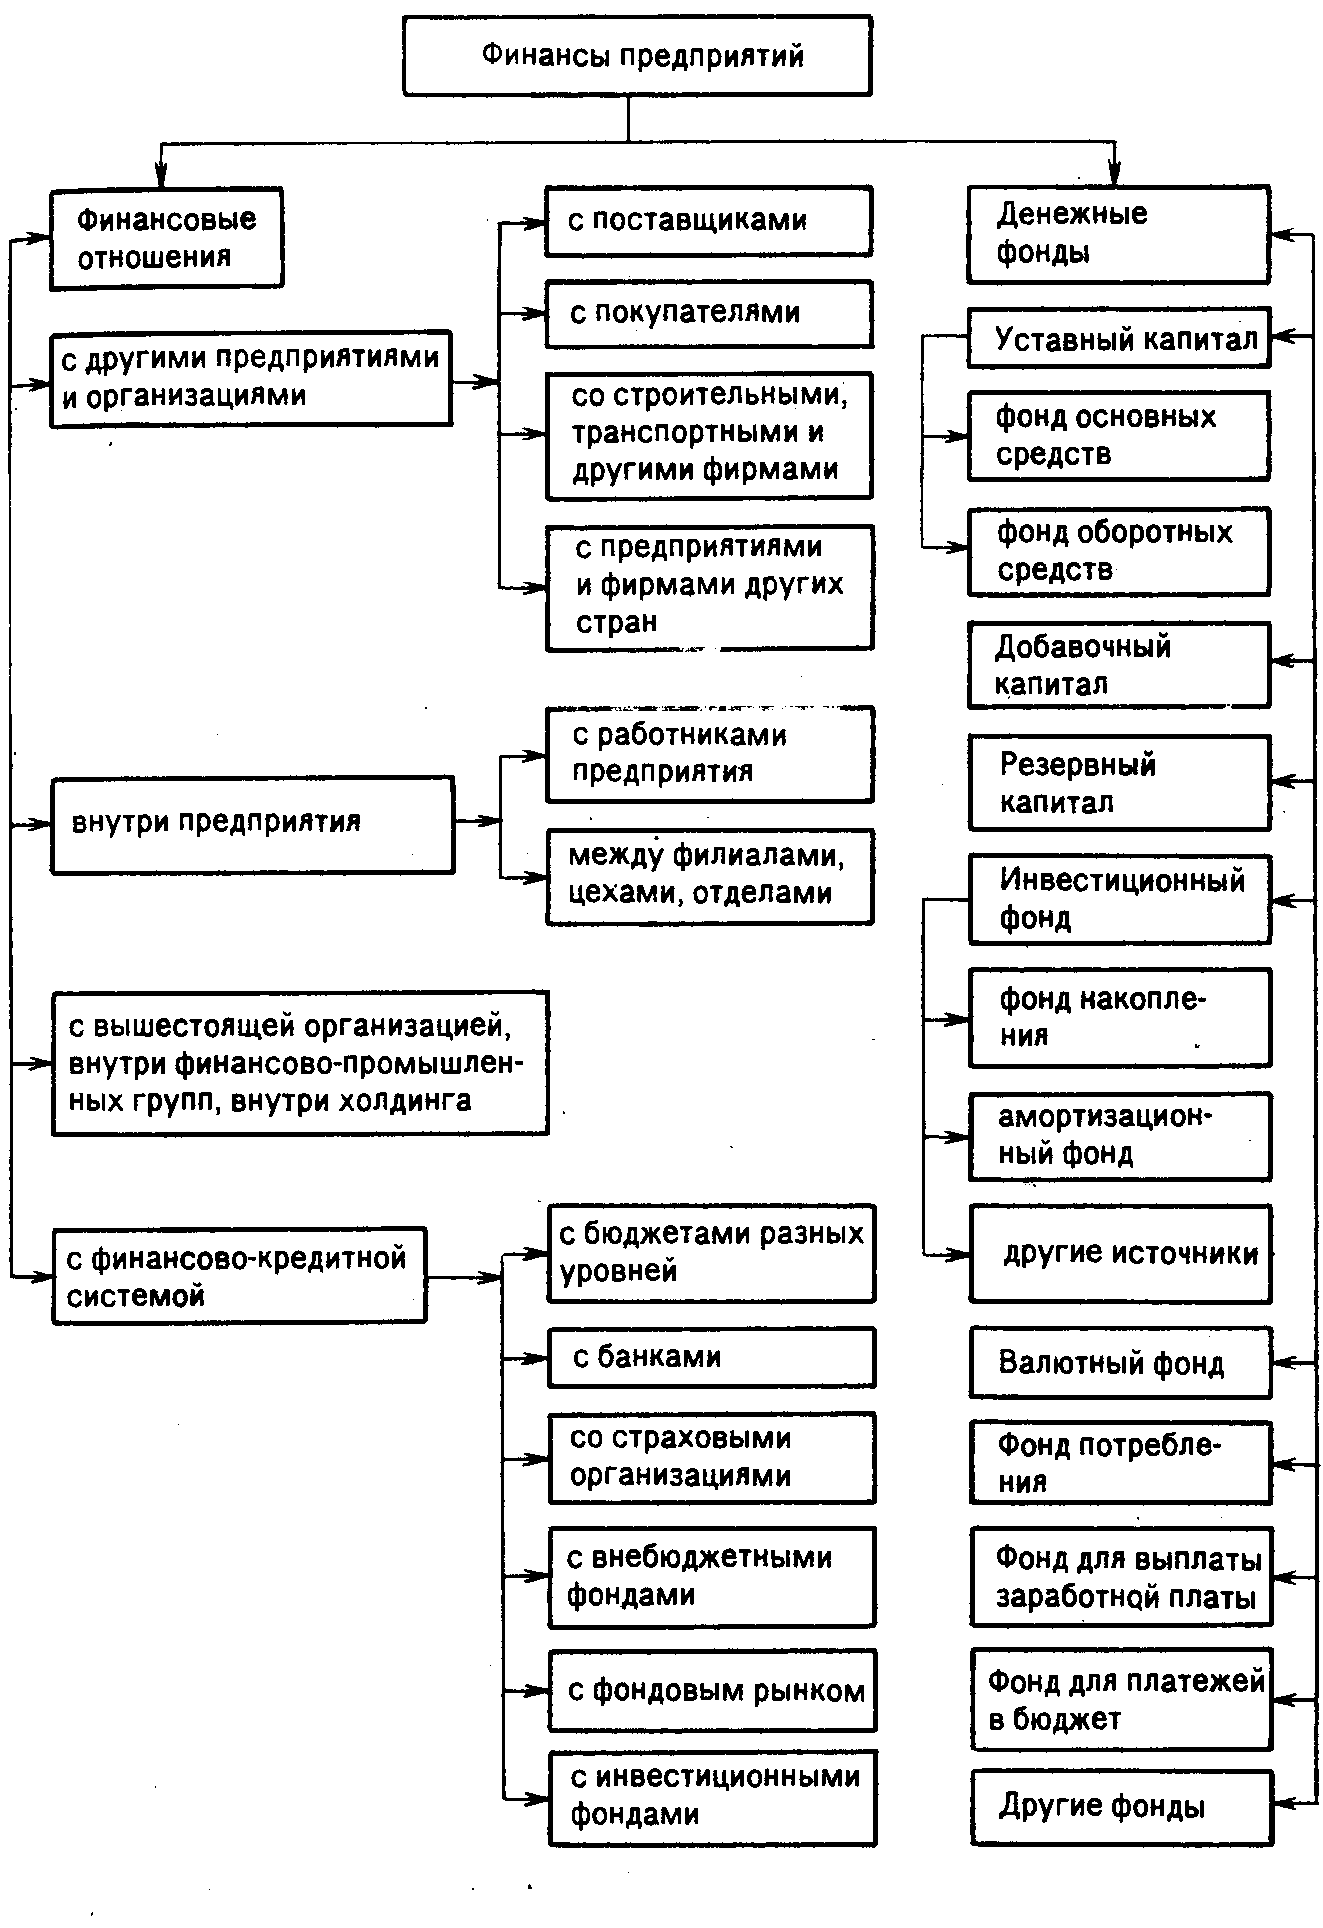 Финансы предприятий
Финансовые
отношения
с другими предприятиями
и организациями
с поставщиками
с покупателями
со строительными,
транспортными и
другими фирмами
с предприятиями
и фирмами других
стран
внутри предприятия
с работниками
предприятия
между филиалами,
цехами, отделами
с вышестоящей организацией,
внутри финансово-промышлен-
ных групп, внутри холдинга
с финансово-кредитной
системой
с бюджетами разных
уровней
с банками
со страховыми
организациями
с внебюджетными
фондами
с фондовым рынком
с инвестиционными
фондами
Денежные
фонды
Уставный капитал
фонд основных
средств
фонд оборотных
средств
Добавочный
капитал
Резервный
капитал
Инвестиционный
фонд
фонд накопле-
ния
амортизацион-
ный фонд
другие источники
Валютный фонд
Фонд потребле-
ния
Фонд для выплаты
заработной платы
Фонд для платежей
в бюджет
Другие фонды